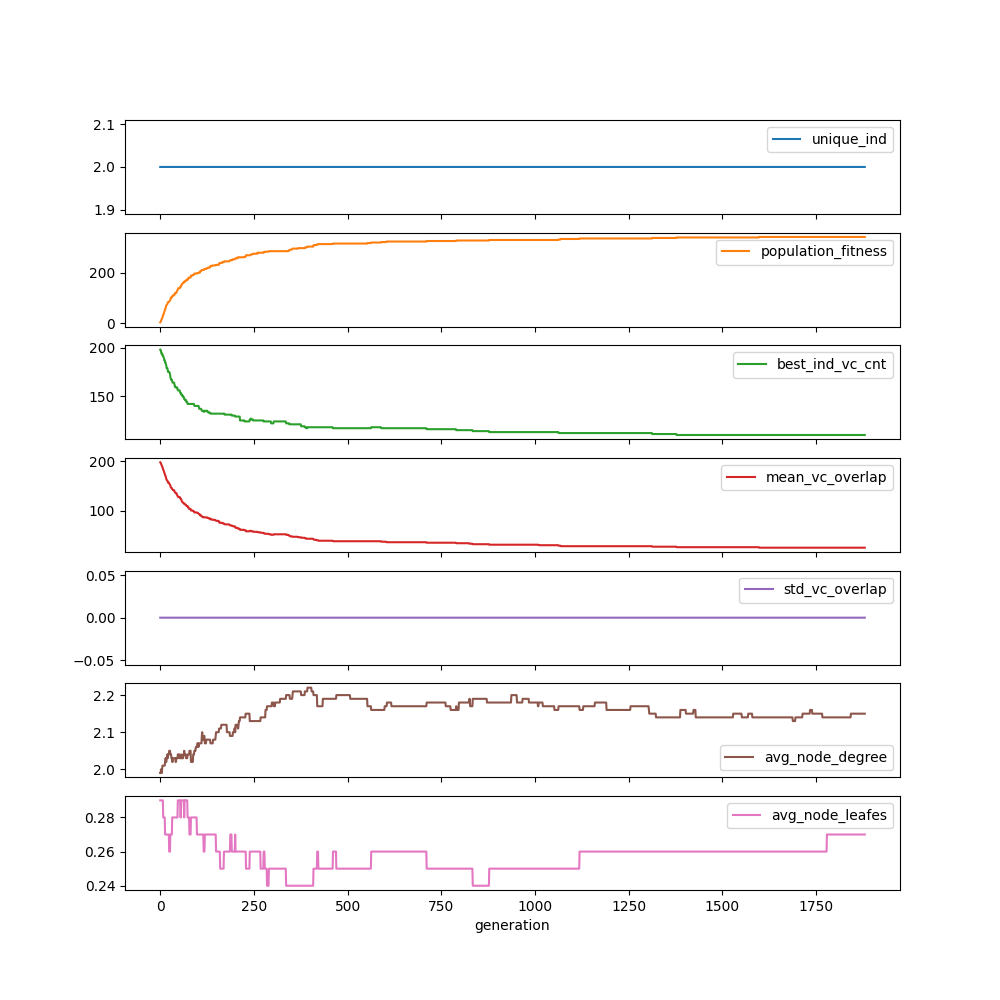 2.1
2.0
1.9
unique_ind
200
0
population_fitness
200
150
best_ind_vc_cnt
200
100
mean_vc_overlap
0.05
0.00
−0.05
std_vc_overlap
2.2
2.1
2.0
avg_node_degree
0.28
0.26
0.24
avg_node_leafes
0 250 500 750 1000 1250 1500 1750
generation